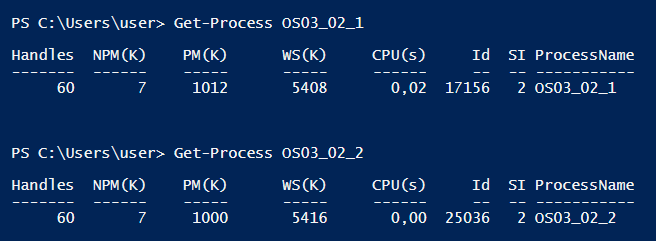 PS C:\Users\user> Get-Process OS03_02_1
Handles  NPM(K)    PM(K)      WS(K)     CPU(s)     Id  SI ProcessName
-------  ------    -----      -----     ------     --  -- -----------
     60       7     1012       5408       0,02  17156   2 OS03_02_1
PS C:\Users\user> Get-Process OS03_02_2
Handles  NPM(K)    PM(K)      WS(K)     CPU(s)     Id  SI ProcessName
-------  ------    -----      -----     ------     --  -- -----------
     60       7     1000       5416       0,00  25036   2 OS03_02_2